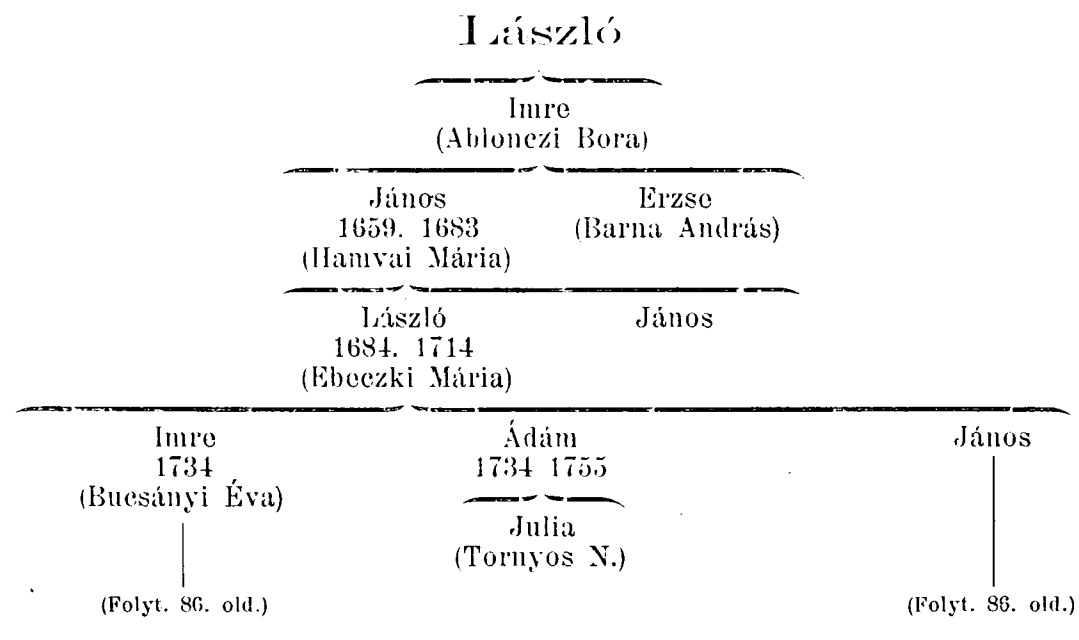 László
Imre
(Ablonczi Bora)
János Erzse
1659. 1683 (Barna András)
(Hamvai Mária)
László János
1684. 1714
(Ebeczki Mária)
Imre Ádám János
1734 1734 1755
(Bucsányi Éva)
Julia
(Tornyos N.)
(Folyt. 86. old.) (Folyt. 86. old.)